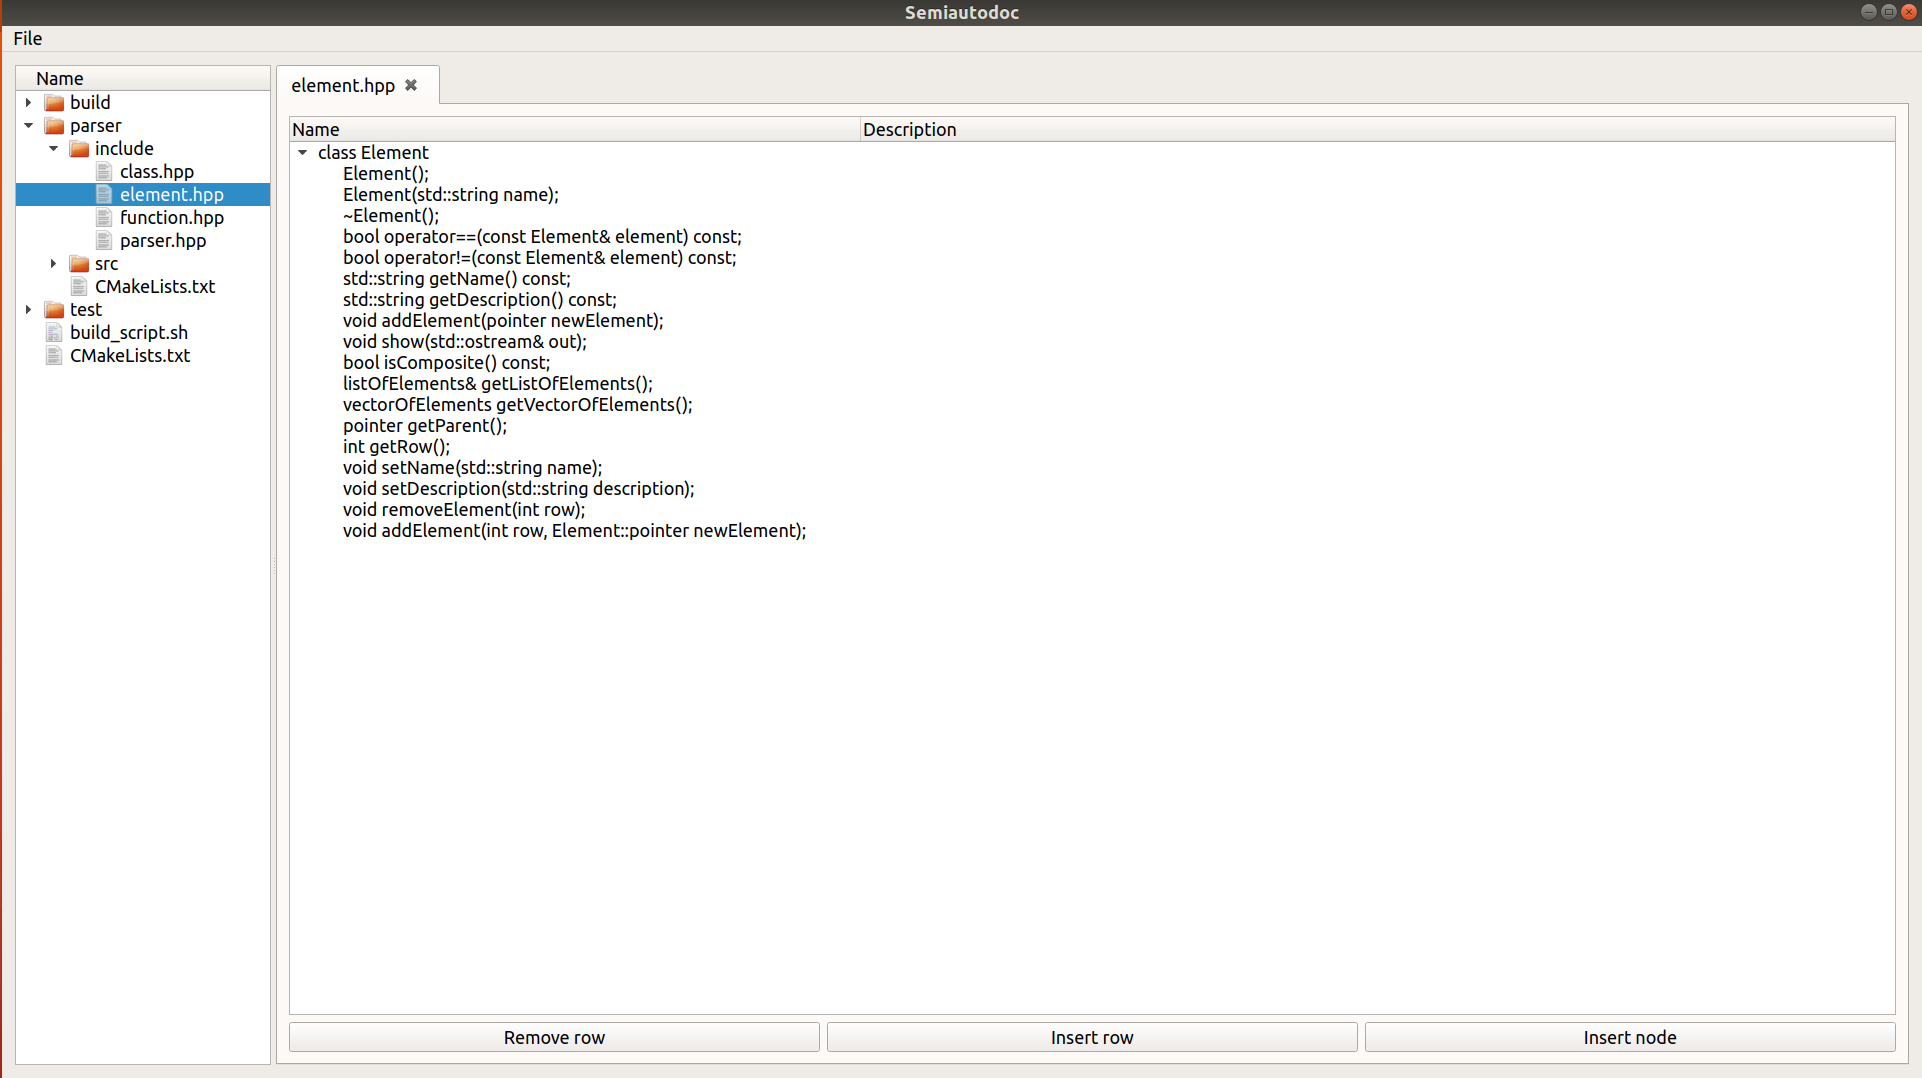 Semiautodoc
File
Name
build
parser
include
class.hpp
element.hpp
function.hpp
parser.hpp
src
CMakeLists.txt
test
build_script.sh
CMakeLists.txt
element.hpp
Name Description
class Element
Element();
Element(std::string name);
~Element();
bool operator==(const Element& element) const;
bool operator!=(const Element& element) const;
std::string getName() const;
std::string getDescription() const;
void addElement(pointer newElement);
void show(std::ostream& out);
bool isComposite() const;
listOfElements& getListOfElements();
vectorOfElements getVectorOfElements();
pointer getParent();
int getRow();
void setName(std::string name);
void setDescription(std::string description);
void removeElement(int row);
void addElement(int row, Element::pointer newElement);
Remove row Insert row Insert node